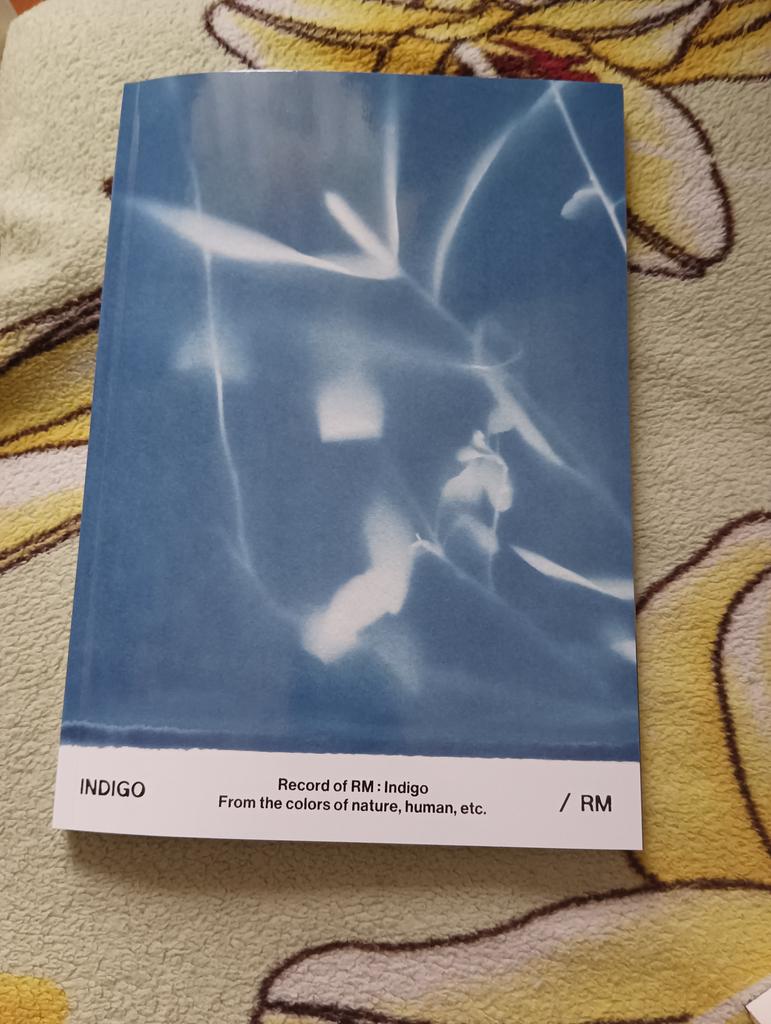 INDIGO
Record of RM : Indigo
From the colors of nature, human, etc.
/ RM